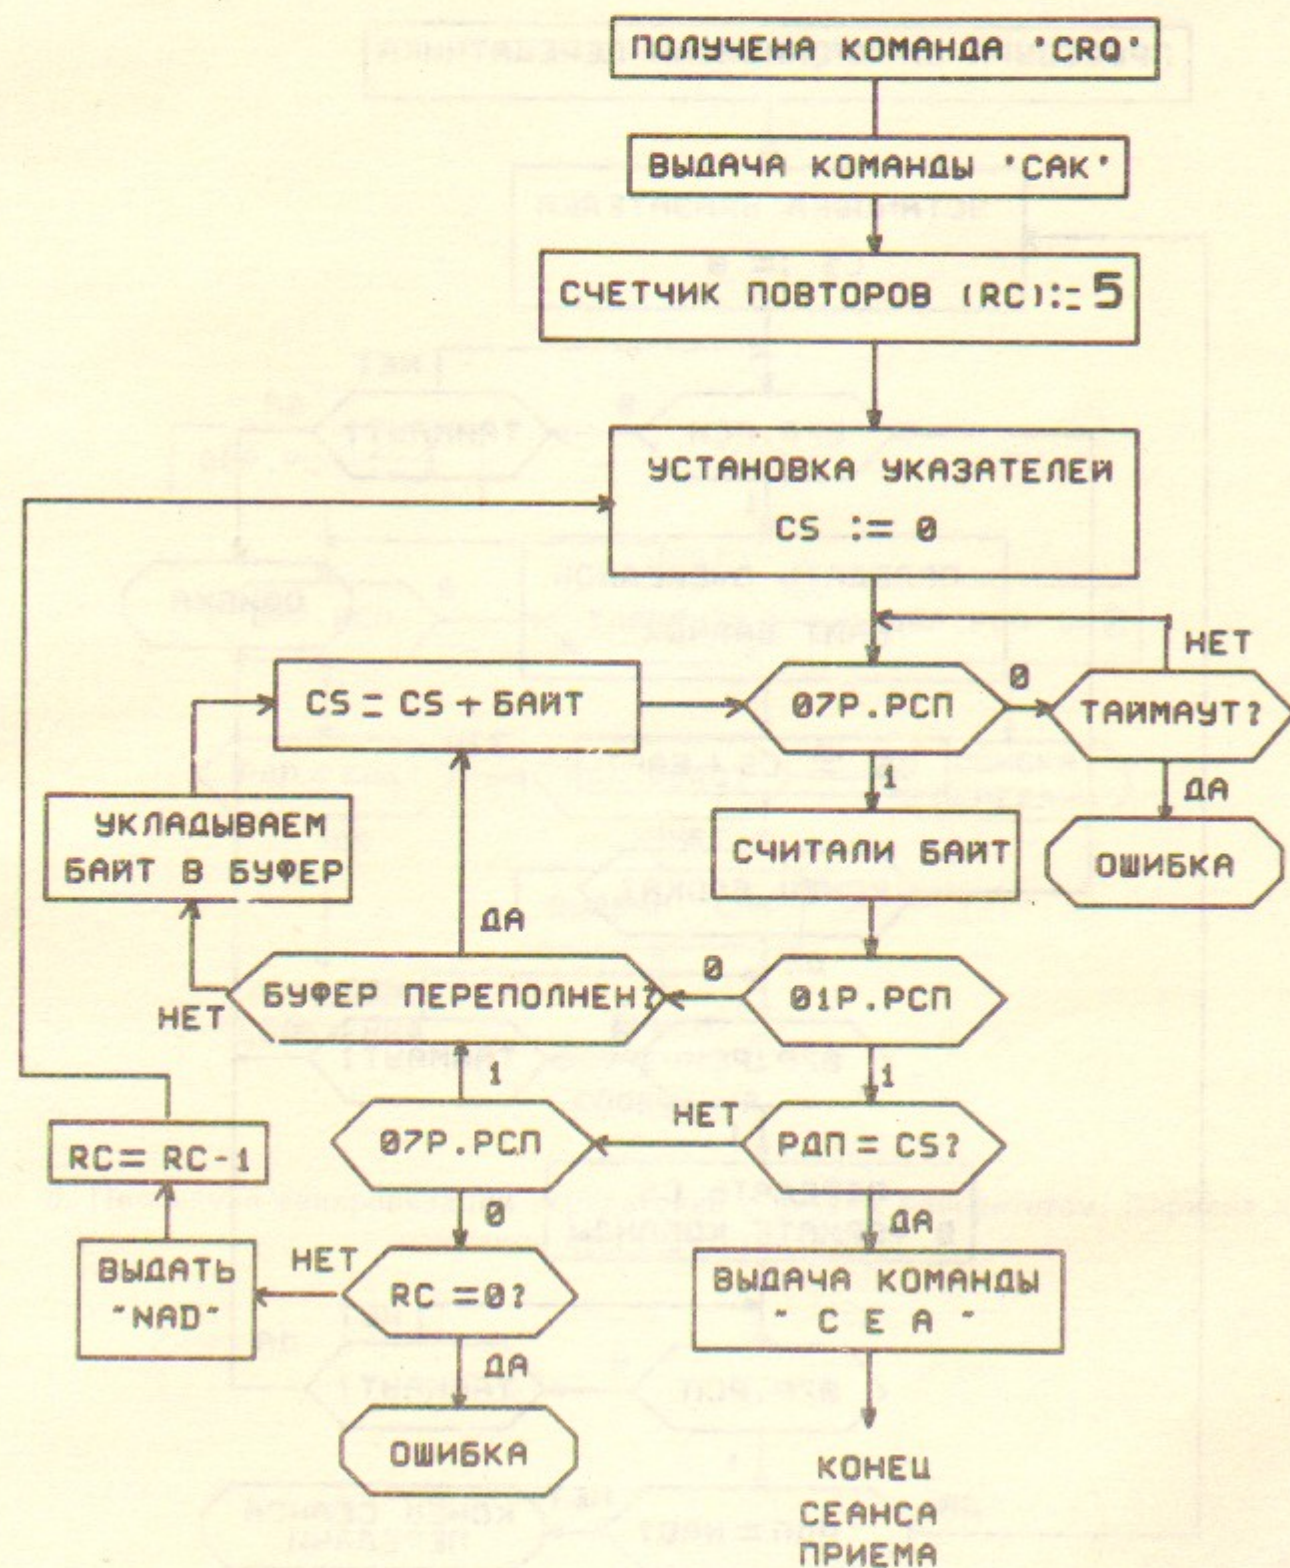 ПОЛУЧЕНА КОМАНДА "CRQ"
ВЫДАЧА КОМАНДЫ "САК"
СЧЕТЧИК ПОВТОРОВ (RC):=5
УСТАНОВКА УКАЗАТЕЛЕЙ
CS := 0
НЕТ
CS = CS + БАЙТ
07Р.РСП
0
ТАЙМАУТ?
1
ДА
УКЛАДЫВАЕМ
БАЙТ В БУФЕР
СЧИТАЛИ БАЙТ
ОШИБКА
ДА
БУФЕР ПЕРЕПОЛНЕН?
0
01Р.РСП
НЕТ
1
1
НЕТ
07Р.РСП
РДП = CS?
RC = RC-1
0
ДА
НЕТ
ВЫДАТЬ
"NAD"
RC =0?
ВЫДАЧА КОМАНДЫ
" C E A "
ДА
ОШИБКА
КОНЕЦ
СЕАНСА
ПРИЕМА